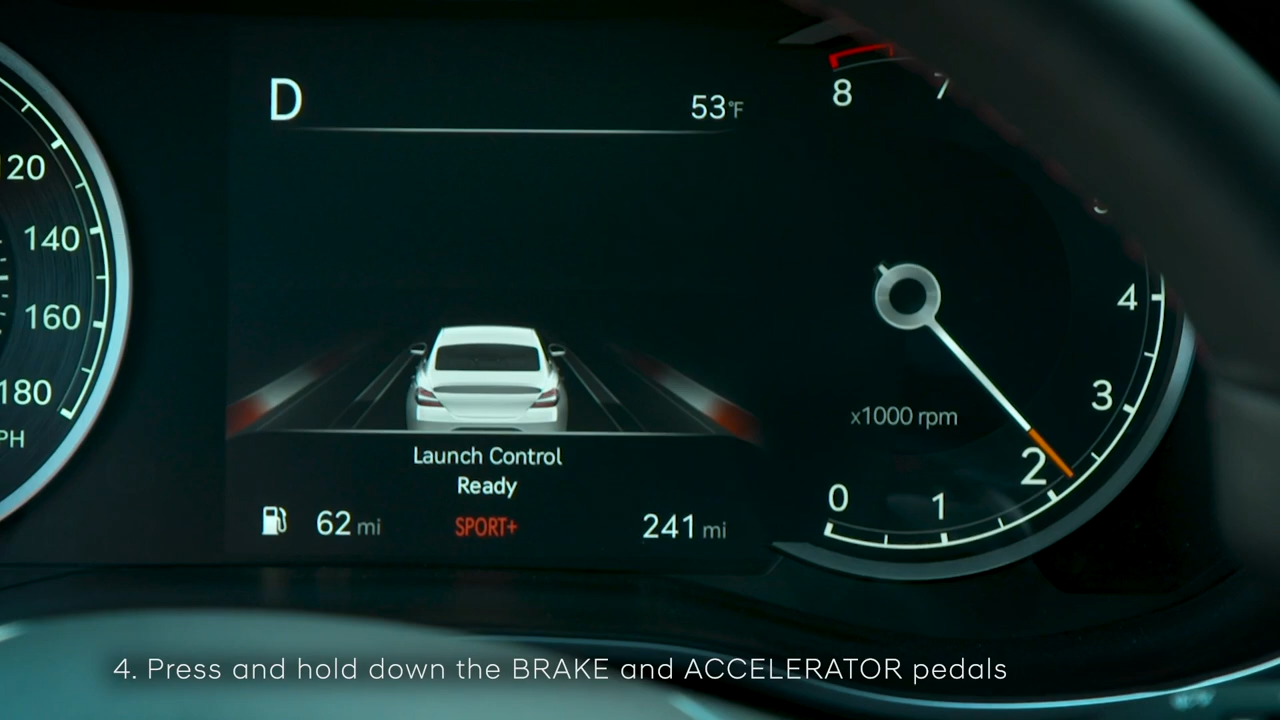 D
53°F
8
7
20
140
160
180
PH
4
3
2
1
0
x1000 rpm
Launch Control
Ready
62 mi
SPORT+
241 mi
4. Press and hold down the BRAKE and ACCELERATOR pedals